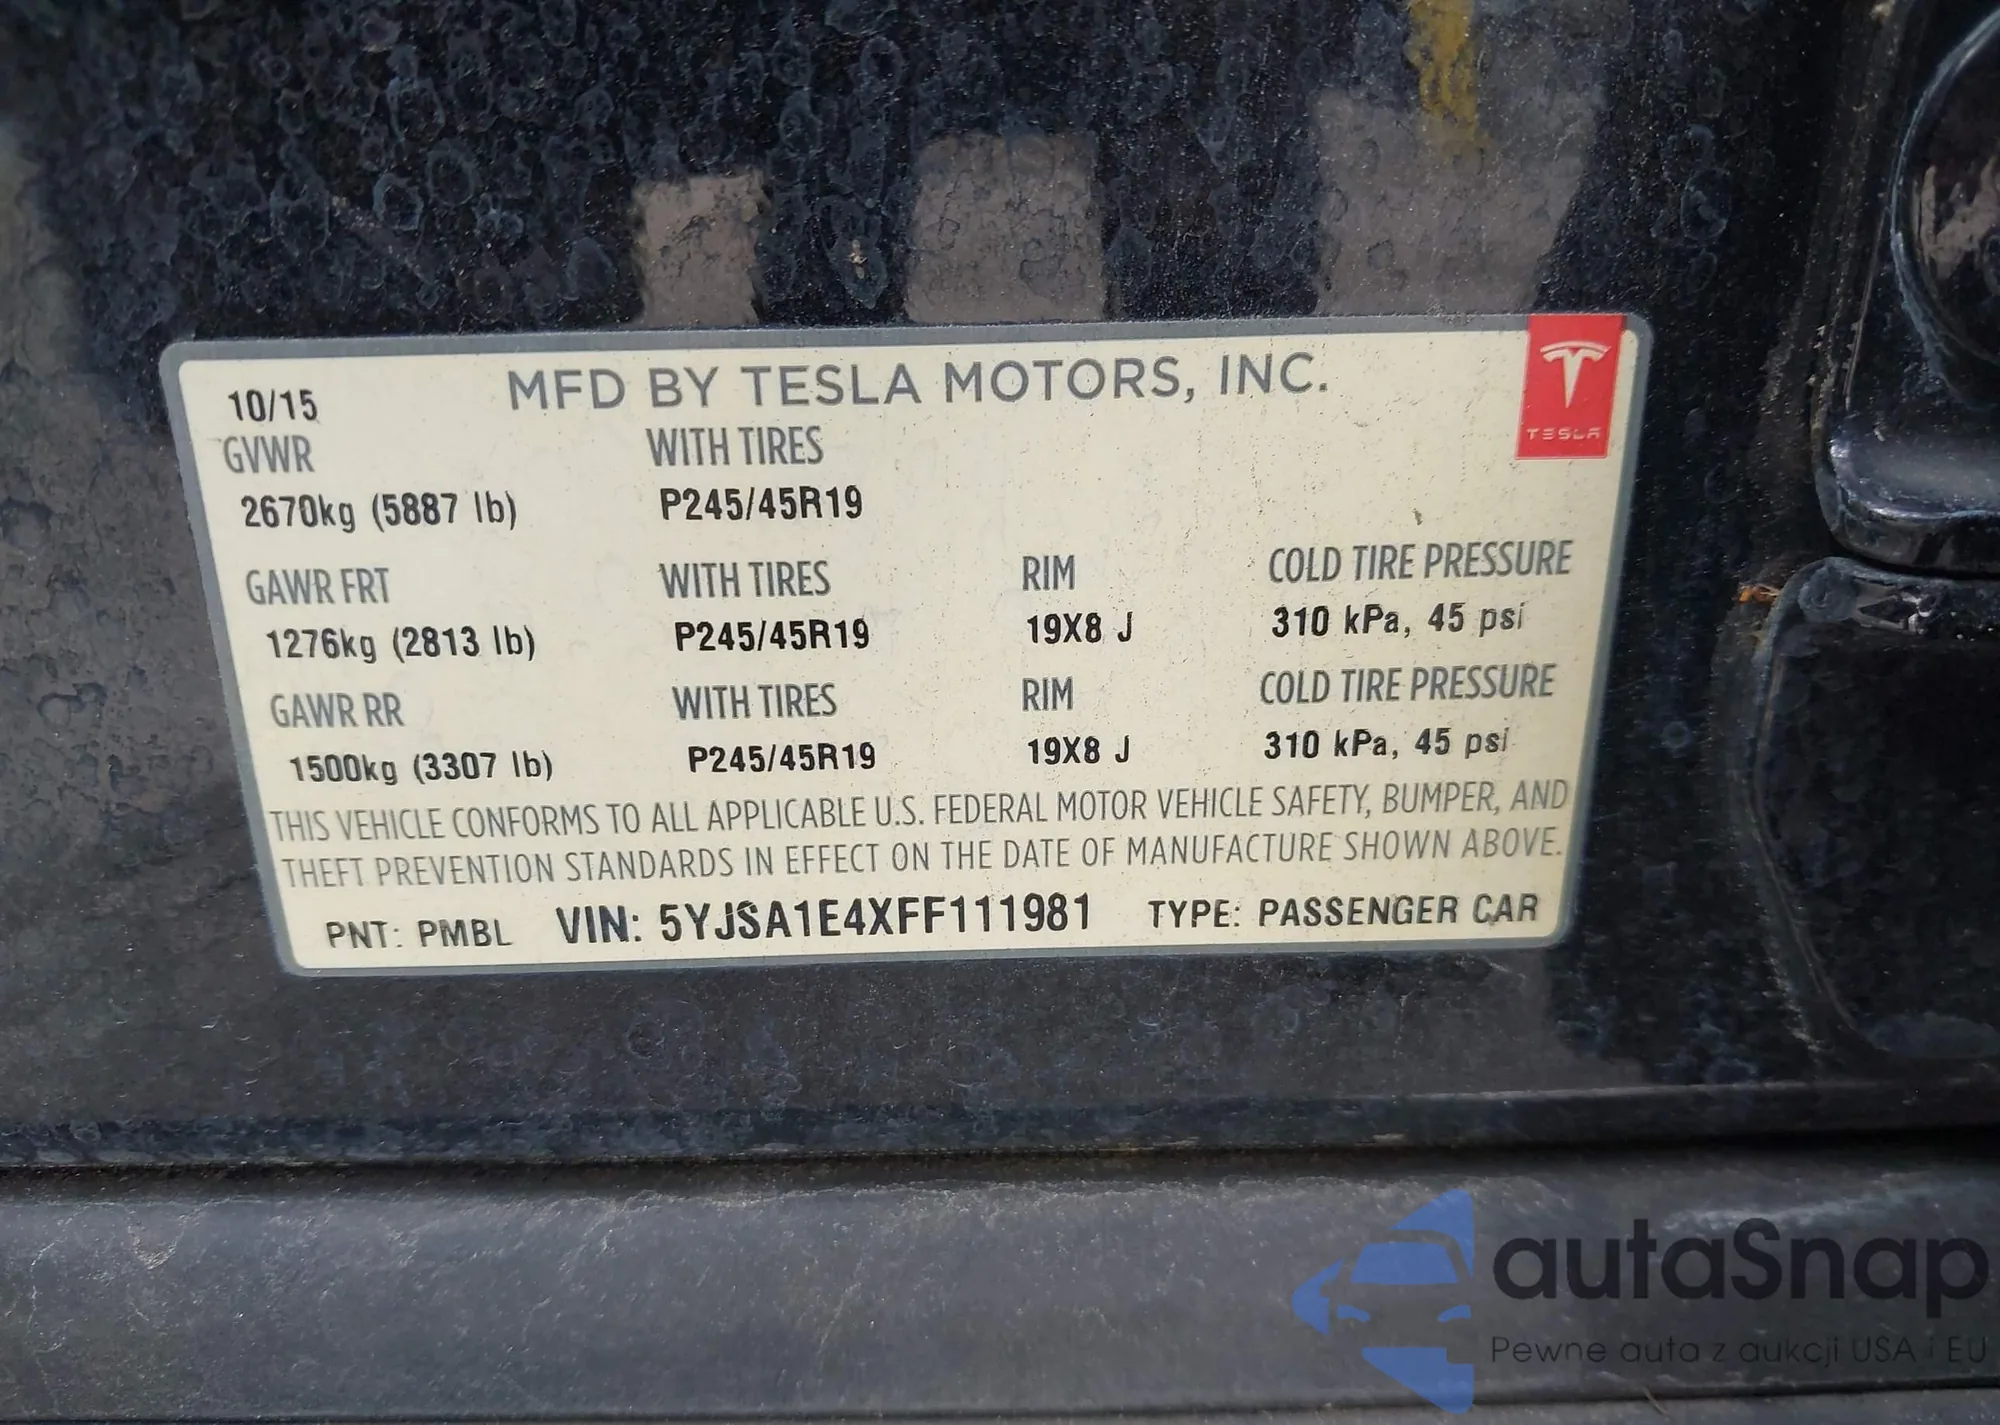 10/15 MFD BY TESLA MOTORS, INC.
TESLA
GVWR WITH TIRES
2670kg (5887 lb) P245/45R19
GAWR FRT WITH TIRES RIM COLD TIRE PRESSURE
1276kg (2813 lb) P245/45R19 19X8 J 310 kPa, 45 psi
GAWR RR WITH TIRES RIM COLD TIRE PRESSURE
1500kg (3307 lb) P245/45R19 19X8 J 310 kPa, 45 psi
THIS VEHICLE CONFORMS TO ALL APPLICABLE U.S. FEDERAL MOTOR VEHICLE SAFETY, BUMPER, AND
THEFT PREVENTION STANDARDS IN EFFECT ON THE DATE OF MANUFACTURE SHOWN ABOVE.
PNT: PMBL VIN: 5YJSA1E4XFF111981 TYPE: PASSENGER CAR
autaSnap
Pewne auta z aukcji USA i EU